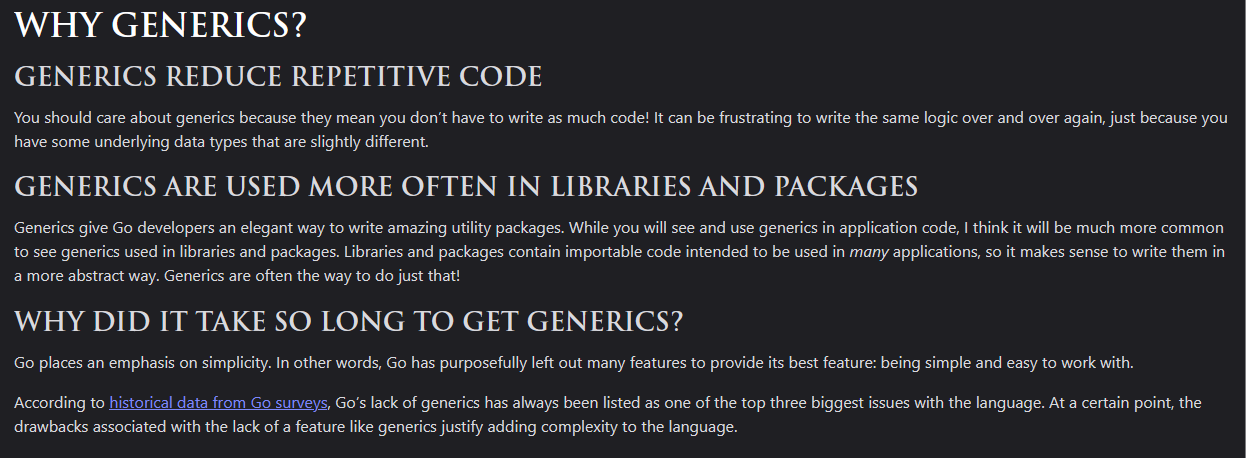 WHY GENERICS?
GENERICS REDUCE REPETITIVE CODE
You should care about generics because they mean you don’t have to write as much code! It can be frustrating to write the same logic over and over again, just because you
have some underlying data types that are slightly different.
GENERICS ARE USED MORE OFTEN IN LIBRARIES AND PACKAGES
Generics give Go developers an elegant way to write amazing utility packages. While you will see and use generics in application code, I think it will be much more common
to see generics used in libraries and packages. Libraries and packages contain importable code intended to be used in many applications, so it makes sense to write them in
a more abstract way. Generics are often the way to do just that!
WHY DID IT TAKE SO LONG TO GET GENERICS?
Go places an emphasis on simplicity. In other words, Go has purposefully left out many features to provide its best feature: being simple and easy to work with.
According to historical data from Go surveys, Go’s lack of generics has always been listed as one of the top three biggest issues with the language. At a certain point, the
drawbacks associated with the lack of a feature like generics justify adding complexity to the language.